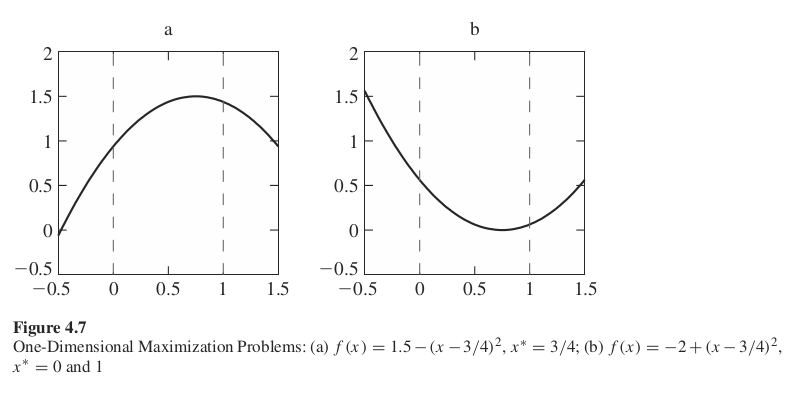 a
2
1.5
1
0.5
0
−0.5
−0.5 0 0.5 1 1.5
b
2
1.5
1
0.5
0
−0.5
−0.5 0 0.5 1 1.5
Figure 4.7
One-Dimensional Maximization Problems: (a) f(x) = 1.5 − (x − 3/4)², x* = 3/4; (b) f(x) = −2 + (x − 3/4)²,
x* = 0 and 1